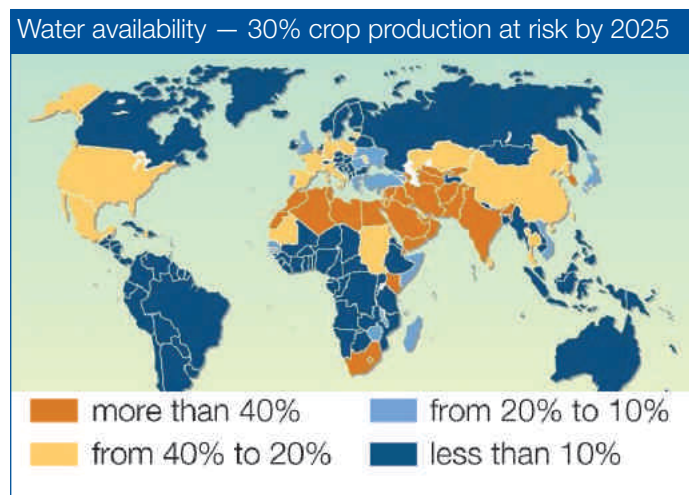 Water availability — 30% crop production at risk by 2025
more than 40%
from 20% to 10%
from 40% to 20%
less than 10%